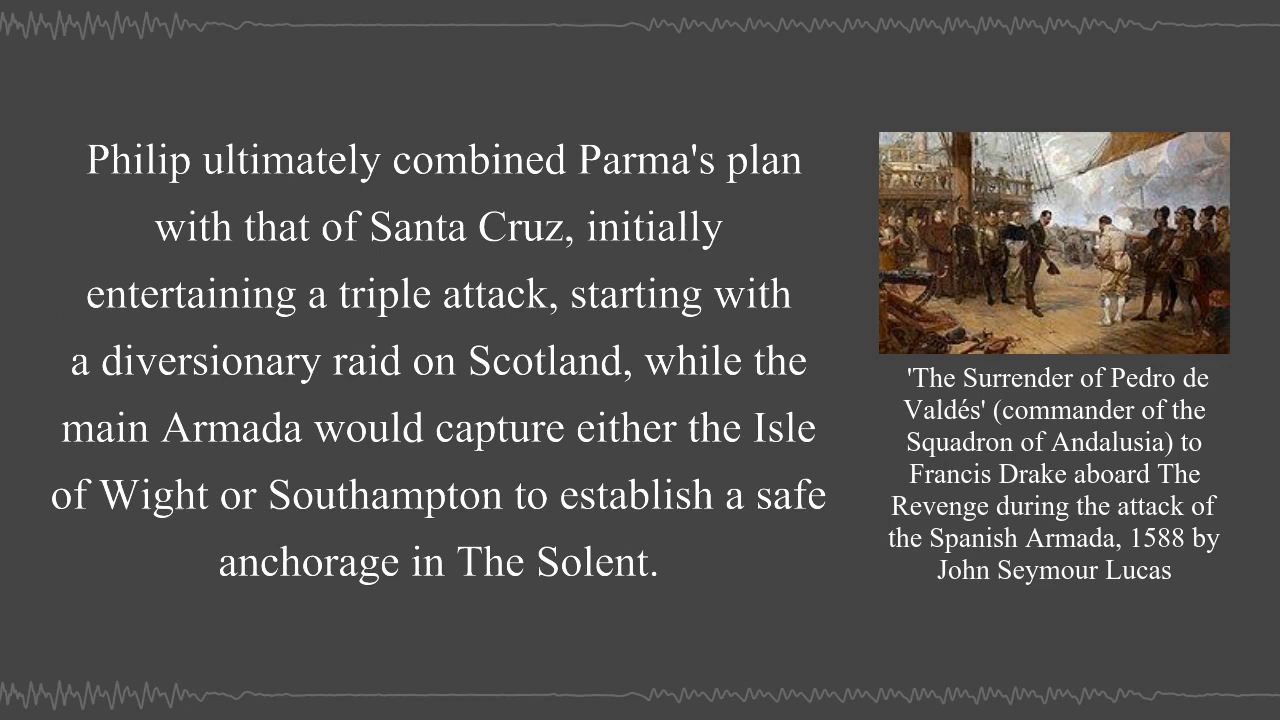 Philip ultimately combined Parma's plan
with that of Santa Cruz, initially
entertaining a triple attack, starting with
a diversionary raid on Scotland, while the
main Armada would capture either the Isle
of Wight or Southampton to establish a safe
anchorage in The Solent.
'The Surrender of Pedro de
Valdés' (commander of the
Squadron of Andalusia) to
Francis Drake aboard The
Revenge during the attack of
the Spanish Armada, 1588 by
John Seymour Lucas